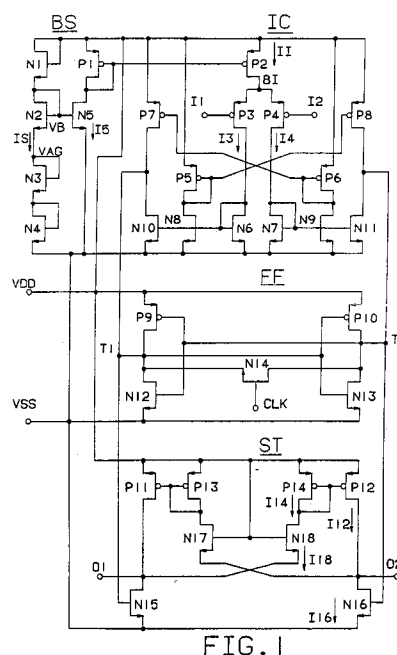 BS IC
N1 P1 P2 II
BI
N2 N5 I1 P3 P4 I2
VB P7 P8
IS I5 I3 I4
VAG
N3 P5 P6
N4 N10 N8 N6 N7 N9 N11
VDD FF
P9 P10
T1 N14 T
N12 N13
VSS CLK
ST
P11 P13 P14 P12
I14 I12
N17 N18
O1 I18 O2
N15 I16 N16
FIG.1